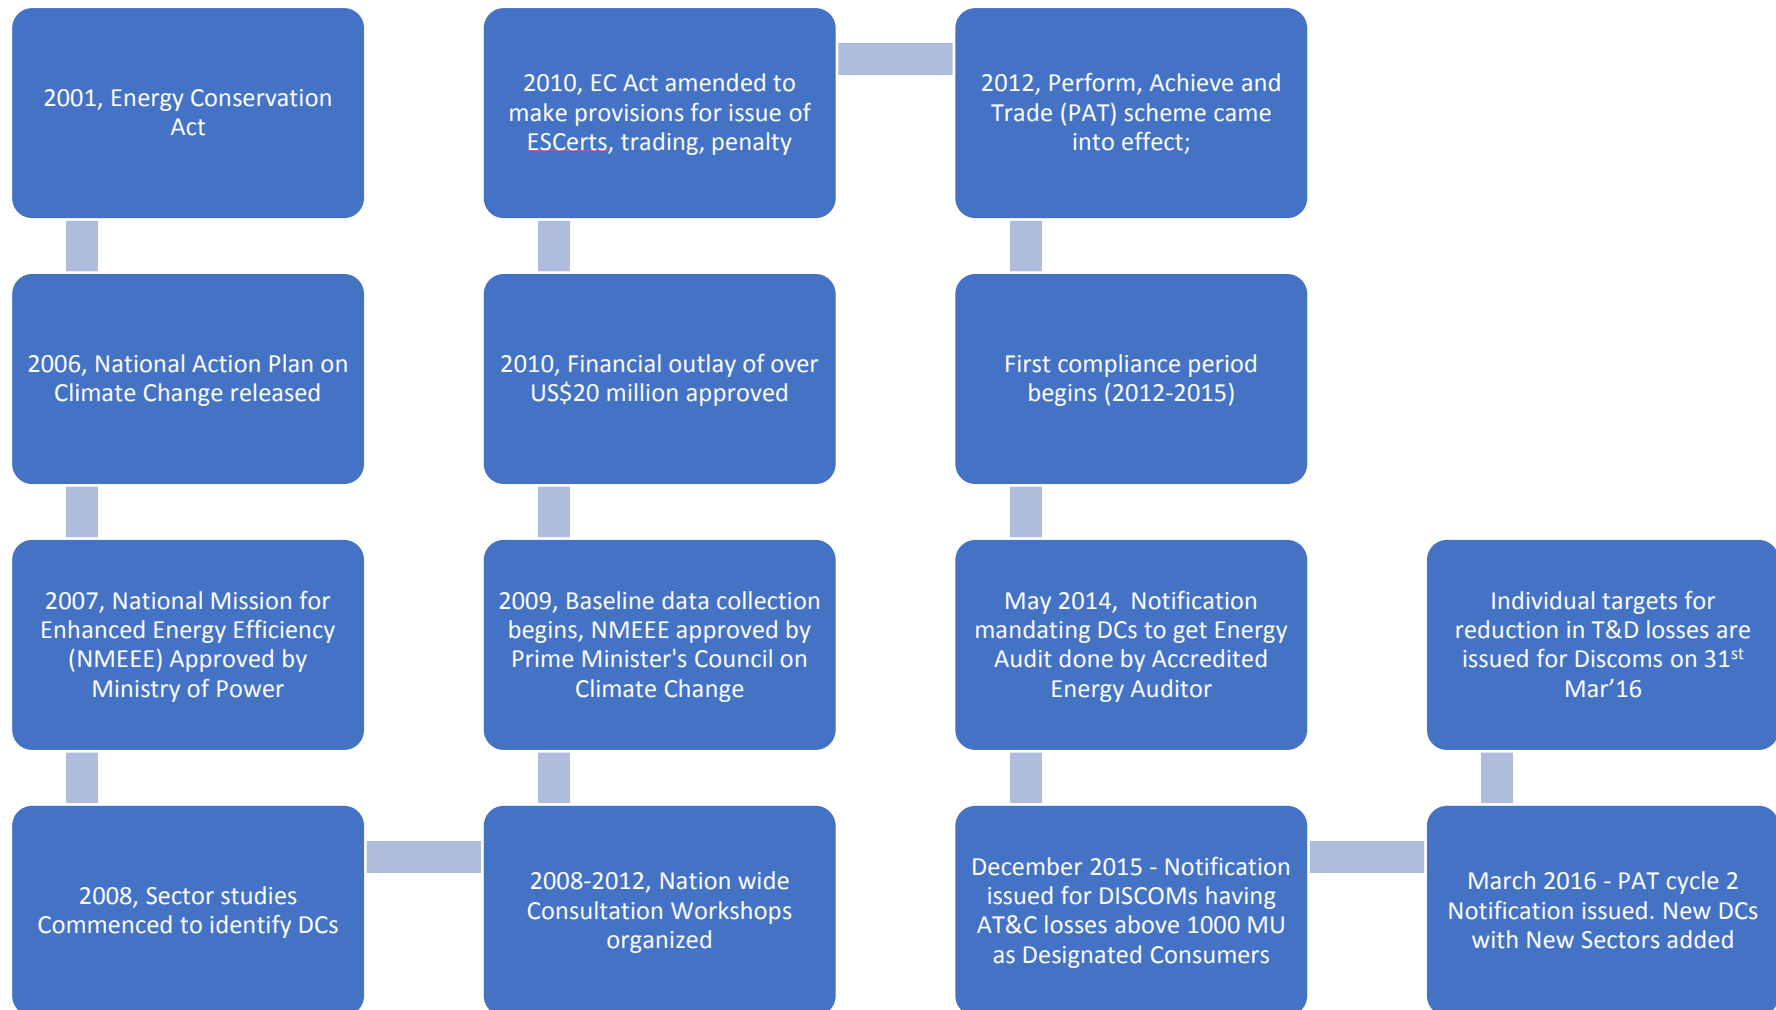 2001, Energy Conservation
Act
2006, National Action Plan on
Climate Change released
2007, National Mission for
Enhanced Energy Efficiency
(NMEEE) Approved by
Ministry of Power
2008, Sector studies
Commenced to identify DCs
2008-2012, Nation wide
Consultation Workshops
organized
2009, Baseline data collection
begins, NMEEE approved by
Prime Minister's Council on
Climate Change
2010, Financial outlay of over
US$20 million approved
2010, EC Act amended to
make provisions for issue of
ESCerts, trading, penalty
2012, Perform, Achieve and
Trade (PAT) scheme came
into effect;
First compliance period
begins (2012-2015)
May 2014,  Notification
mandating DCs to get Energy
Audit done by Accredited
Energy Auditor
December 2015 - Notification
issued for DISCOMs having
AT&C losses above 1000 MU
as Designated Consumers
March 2016 - PAT cycle 2
Notification issued. New DCs
with New Sectors added
Individual targets for
reduction in T&D losses are
issued for Discoms on 31st
Mar’16